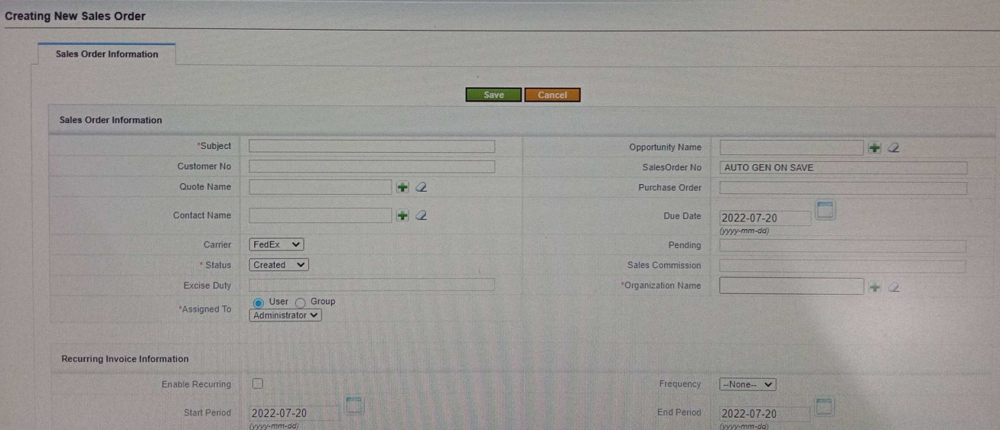 Creating New Sales Order
Sales Order Information
Save Cancel
Sales Order Information
*Subject Opportunity Name
Customer No SalesOrder No AUTO GEN ON SAVE
Quote Name Purchase Order
Contact Name Due Date 2022-07-20
(yyyy-mm-dd)
Carrier FedEx Pending
* Status Created Sales Commission
Excise Duty *Organization Name
*Assigned To User Group
Administrator
Recurring Invoice Information
Enable Recurring Frequency --None--
Start Period 2022-07-20 End Period 2022-07-20
(yyyy-mm-dd) (yyyy-mm-dd)